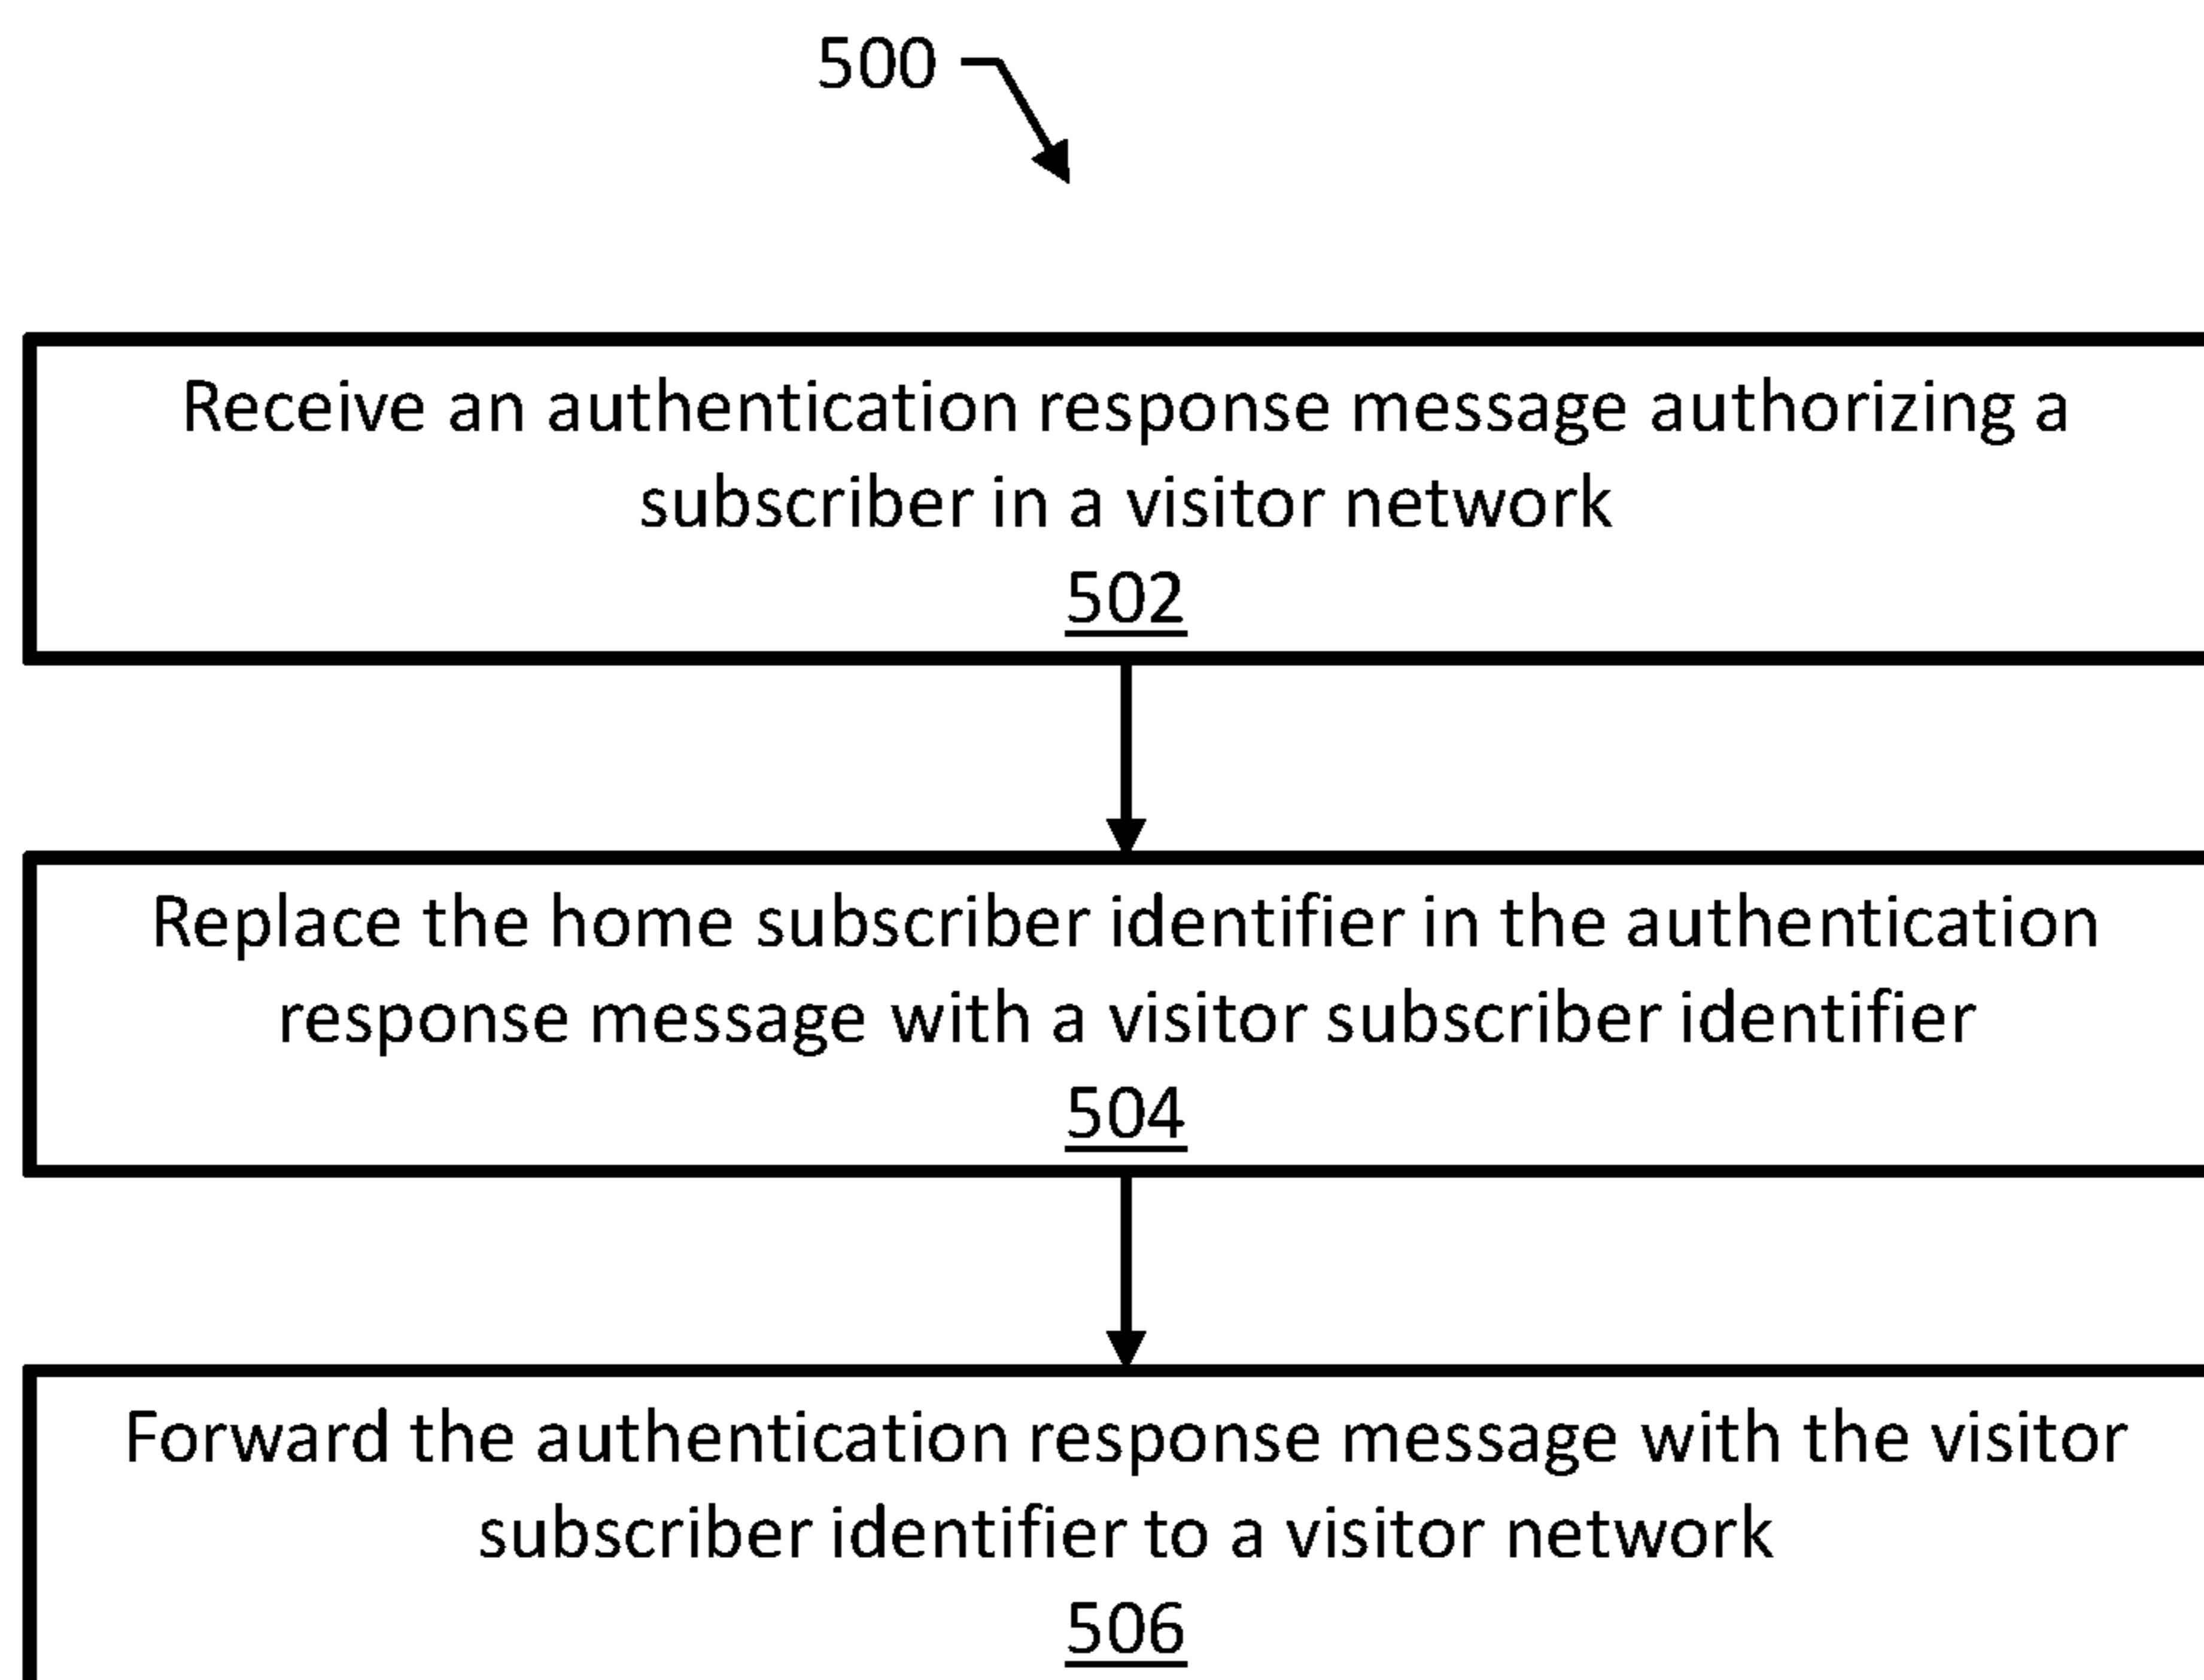 500
Receive an authentication response message authorizing a
subscriber in a visitor network
502
Replace the home subscriber identifier in the authentication
response message with a visitor subscriber identifier
504
Forward the authentication response message with the visitor
subscriber identifier to a visitor network
506